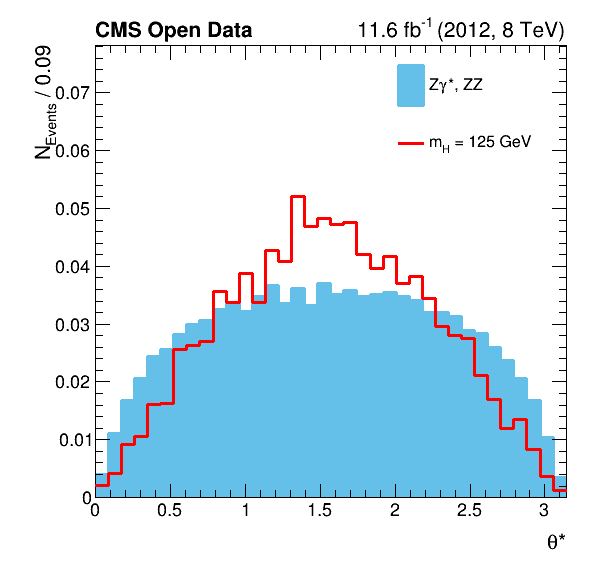 CMS Open Data 11.6 fb⁻¹ (2012, 8 TeV)
N_Events / 0.09
0.07
0.06
0.05
0.04
0.03
0.02
0.01
0
Zγ*, ZZ
m_H = 125 GeV
0 0.5 1 1.5 2 2.5 3
θ*